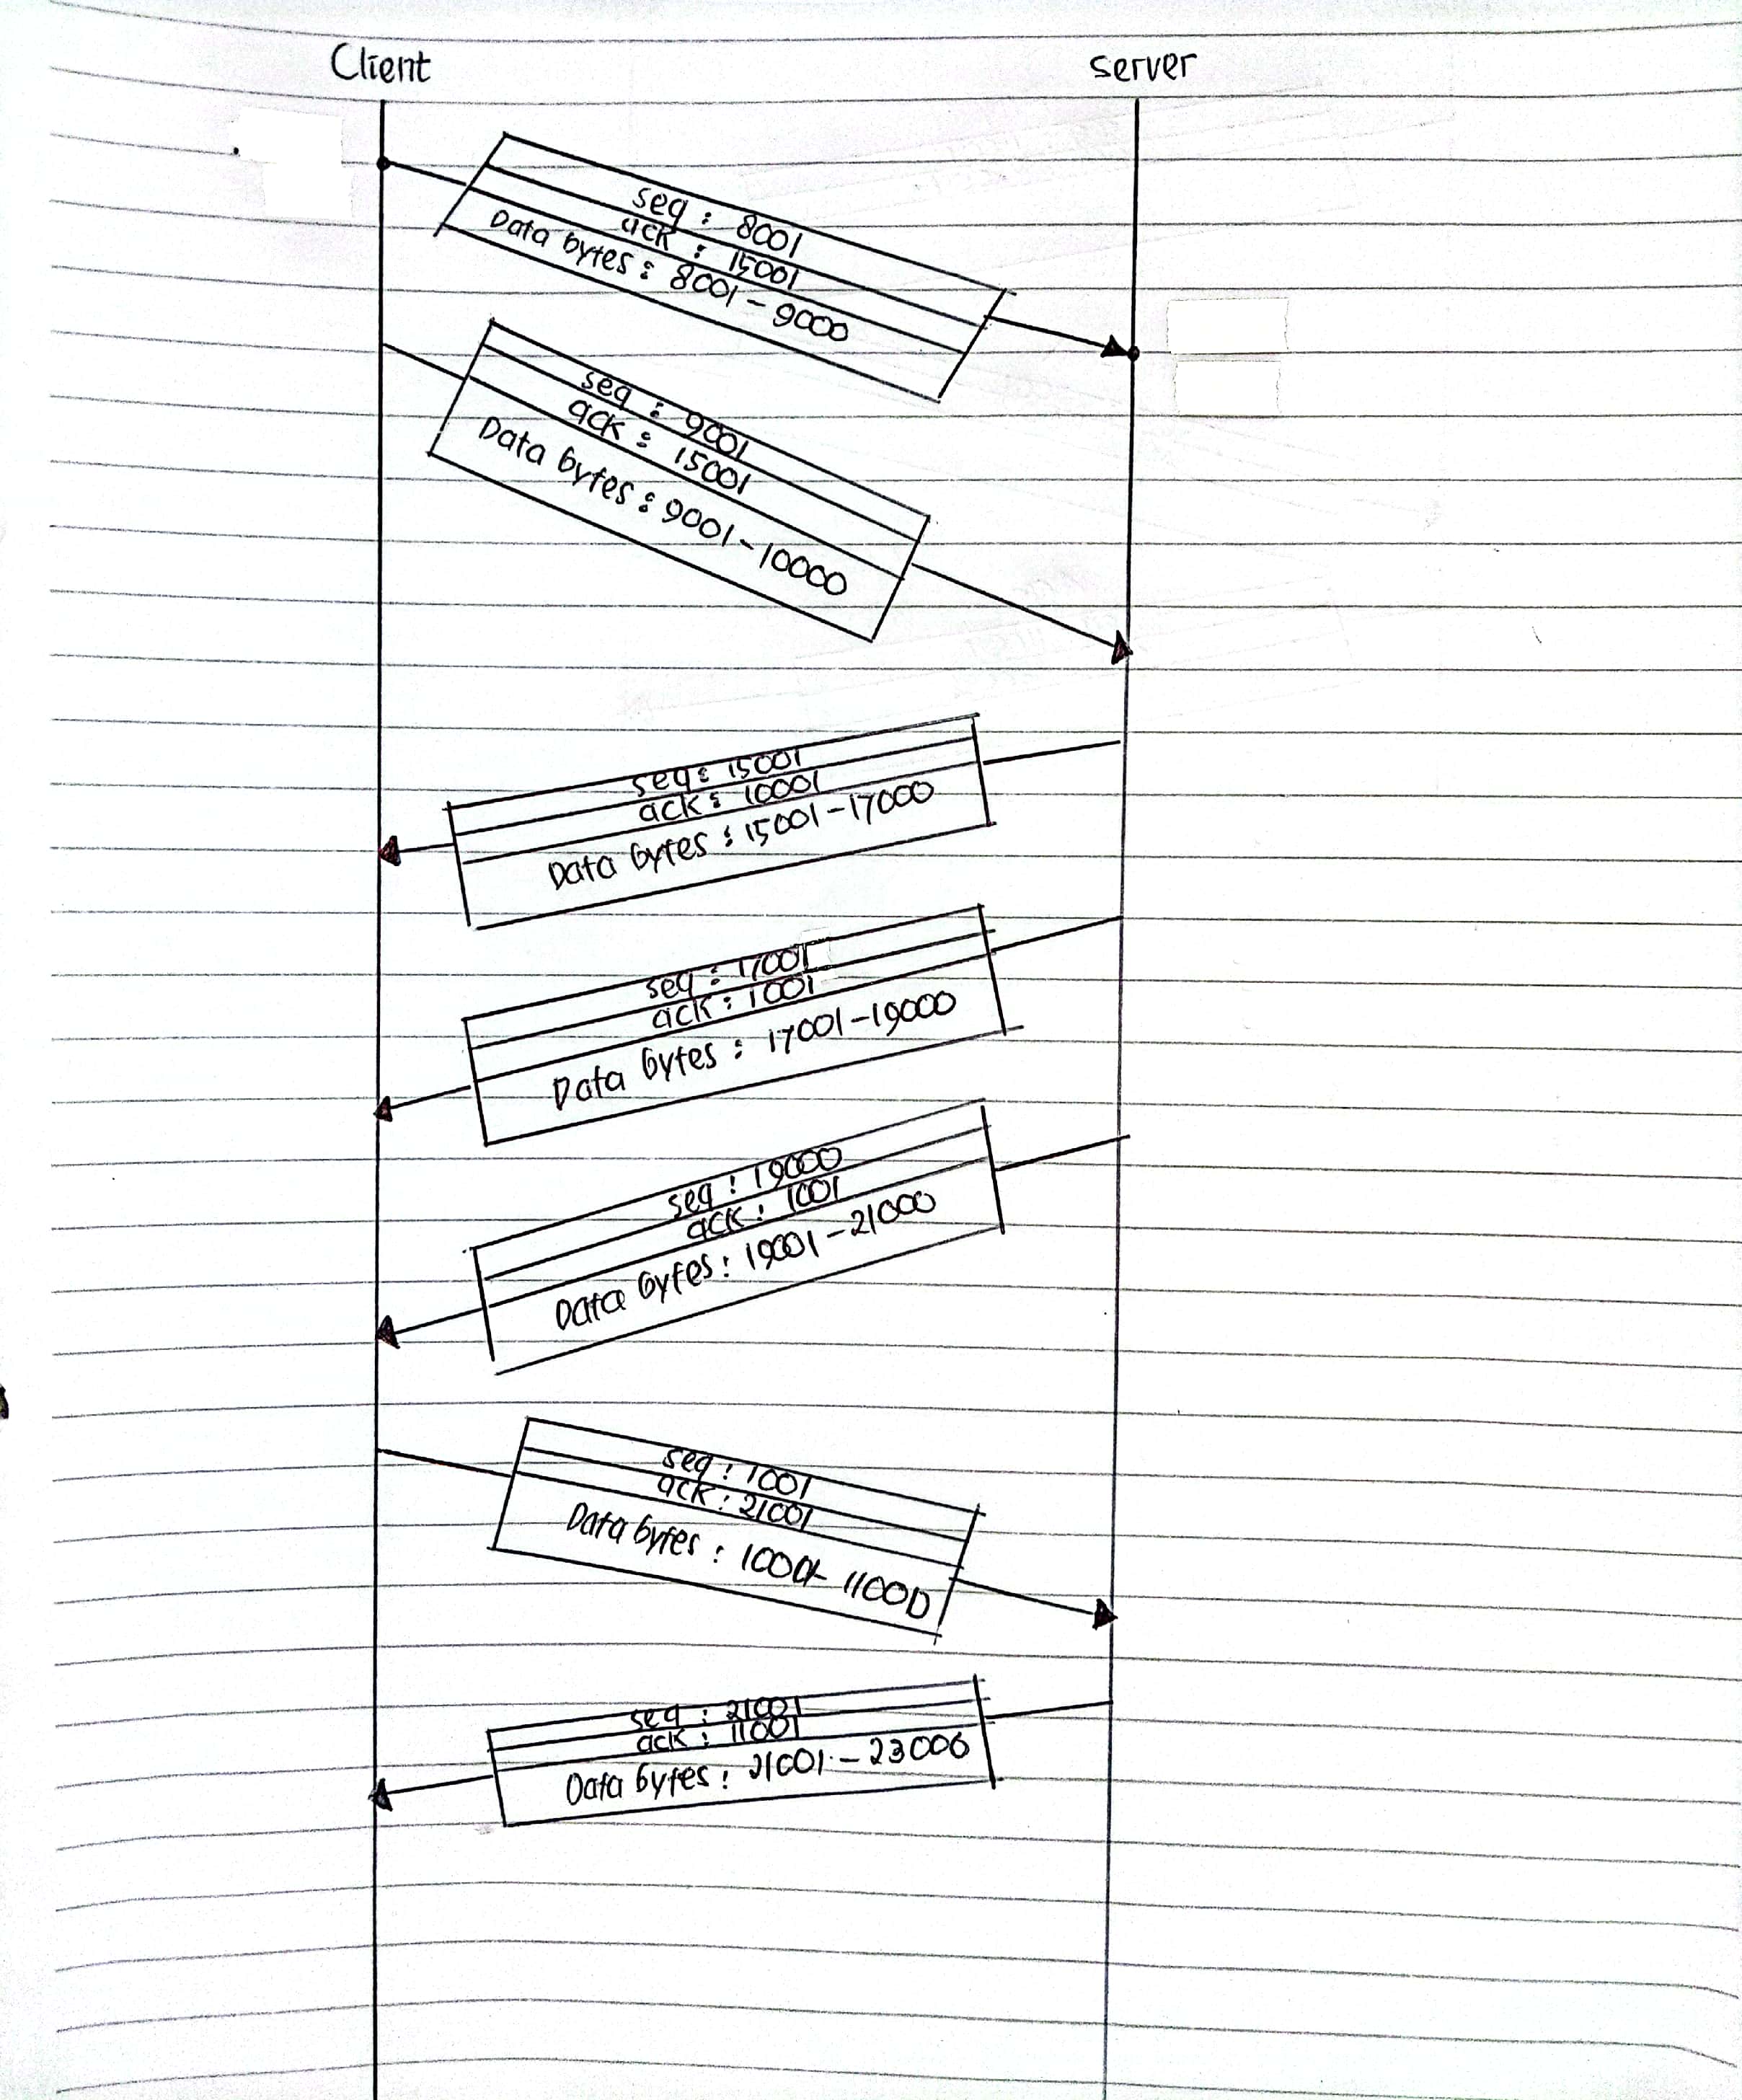 Client
server
seq : 8001
ack : 15001
Data bytes : 8001 - 9000
seq : 9001
ack : 15001
Data bytes : 9001 - 10000
seq : 15001
ack : 10001
Data bytes : 15001 - 17000
seq : 17001
ack : 1001
Data bytes : 17001 - 19000
seq : 19000
ack : 1001
Data bytes : 19001 - 21000
seq : 1001
ack : 21001
Data bytes : 10001- 11000
seq : 21001
ack : 11001
Data bytes : 21001 - 23006